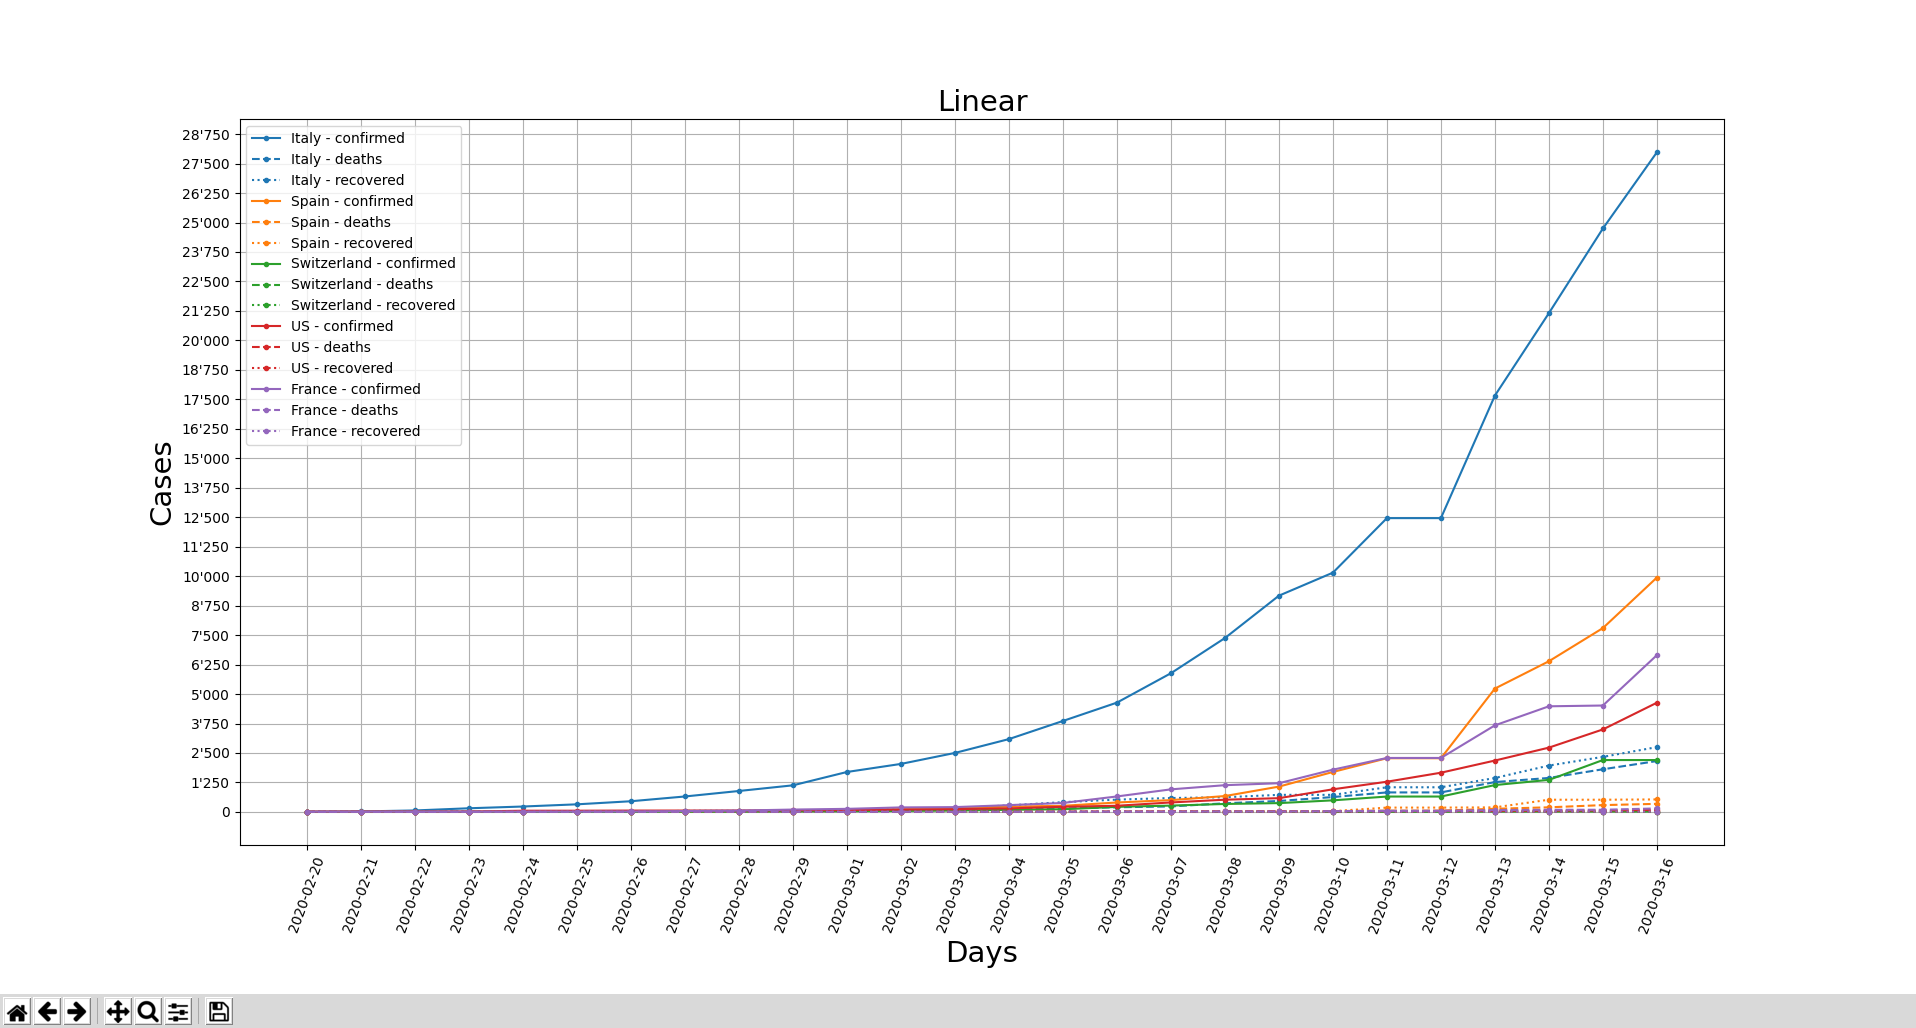 Linear
28'750
27'500
26'250
25'000
23'750
22'500
21'250
20'000
18'750
17'500
16'250
15'000
13'750
12'500
11'250
10'000
8'750
7'500
6'250
5'000
3'750
2'500
1'250
0
Cases
Italy - confirmed
Italy - deaths
Italy - recovered
Spain - confirmed
Spain - deaths
Spain - recovered
Switzerland - confirmed
Switzerland - deaths
Switzerland - recovered
US - confirmed
US - deaths
US - recovered
France - confirmed
France - deaths
France - recovered
2020-02-20
2020-02-21
2020-02-22
2020-02-23
2020-02-24
2020-02-25
2020-02-26
2020-02-27
2020-02-28
2020-02-29
2020-03-01
2020-03-02
2020-03-03
2020-03-04
2020-03-05
2020-03-06
2020-03-07
2020-03-08
2020-03-09
2020-03-10
2020-03-11
2020-03-12
2020-03-13
2020-03-14
2020-03-15
2020-03-16
Days